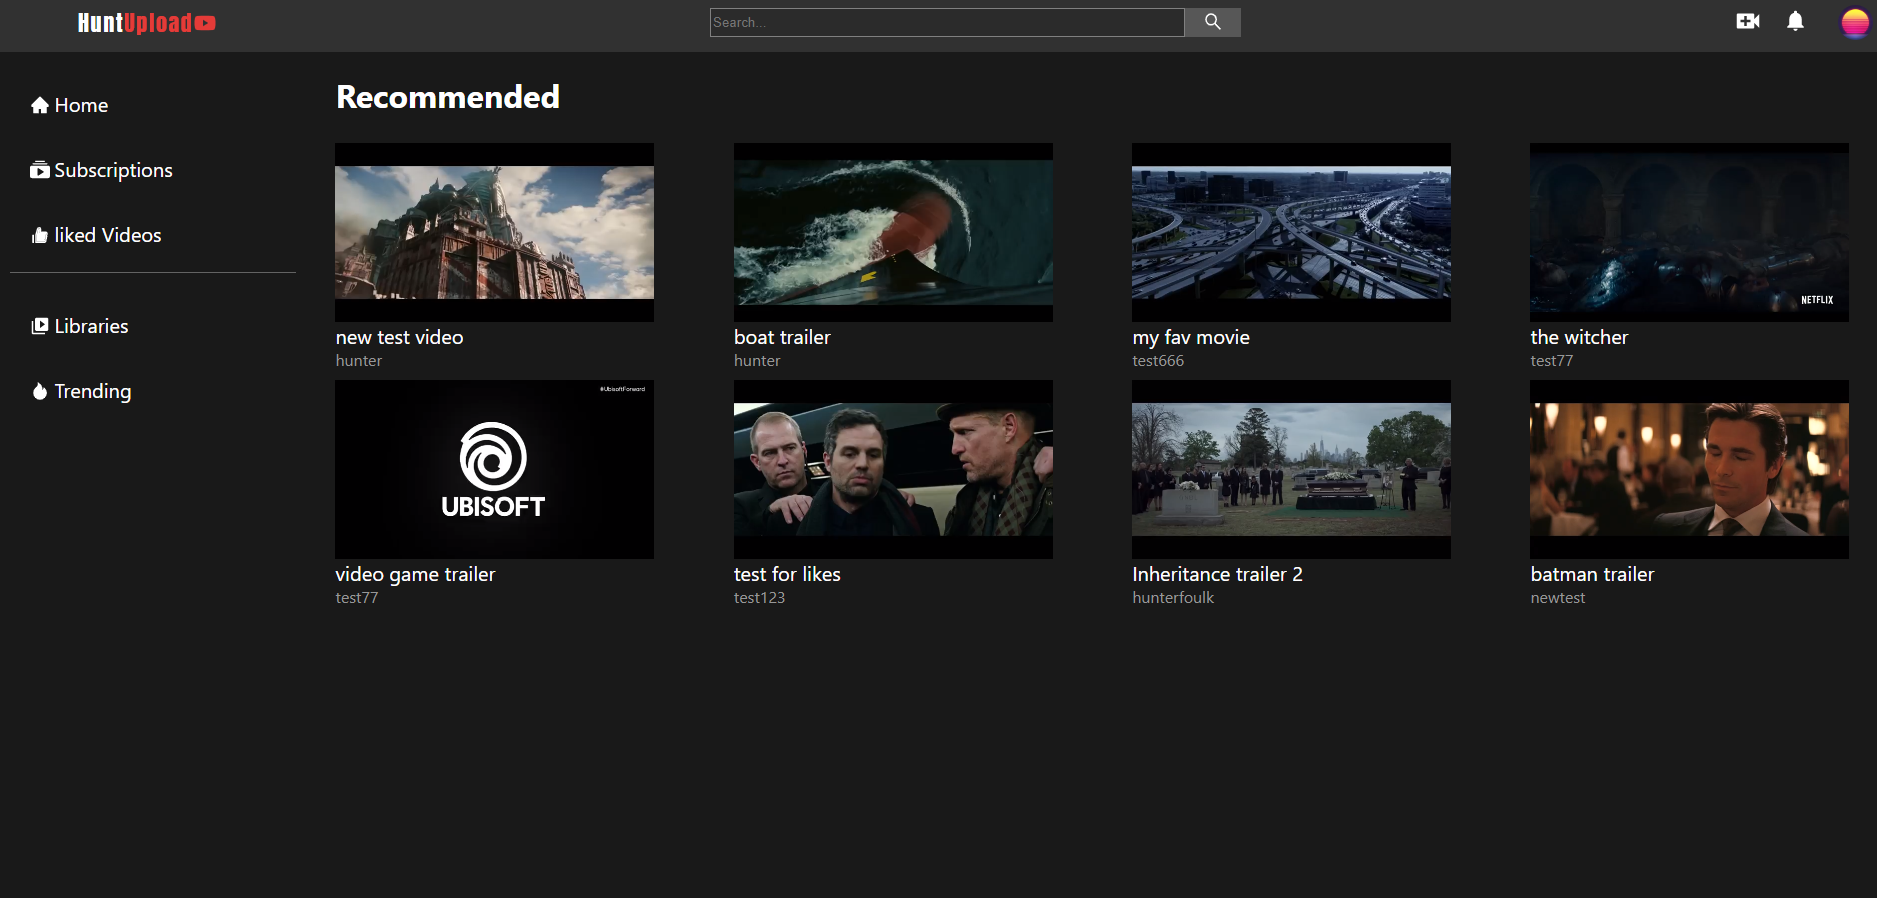 HuntUpload
Search...
Home
Subscriptions
liked Videos
Libraries
Trending
Recommended
NETFLIX
new test video
hunter
boat trailer
hunter
my fav movie
test666
the witcher
test77
#UbisoftForward
UBISOFT
video game trailer
test77
test for likes
test123
Inheritance trailer 2
hunterfoulk
batman trailer
newtest